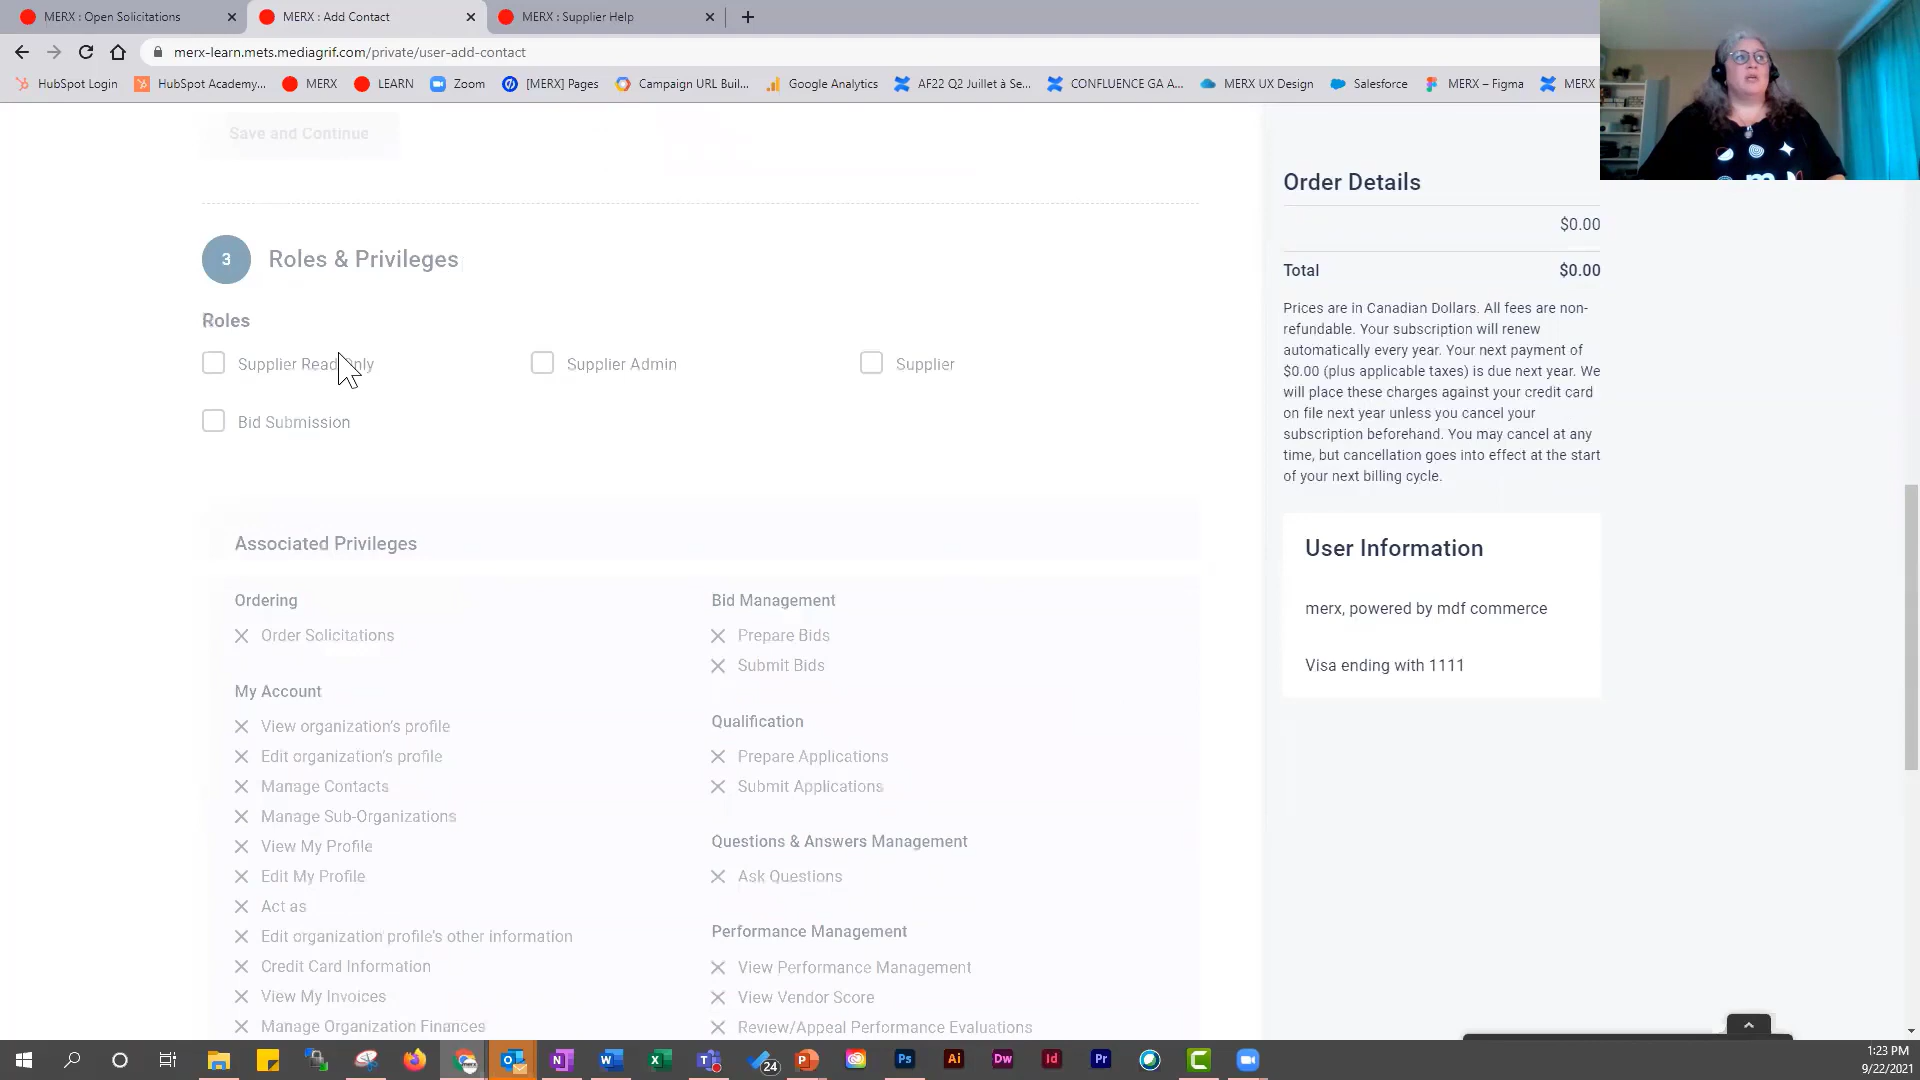 MERX : Open Solicitations
MERX : Add Contact
MERX : Supplier Help
merx-learn.mets.mediagrif.com/private/user-add-contact
HubSpot Login
HubSpot Academy...
MERX
LEARN
Zoom
[MERX] Pages
Campaign URL Buil...
Google Analytics
AF22 Q2 Juillet à Se...
CONFLUENCE GA A...
MERX UX Design
Salesforce
MERX – Figma
MERX
Save and Continue
3
Roles & Privileges
Roles
Supplier Read Only
Supplier Admin
Supplier
Bid Submission
Associated Privileges
Ordering
Order Solicitations
My Account
View organization's profile
Edit organization's profile
Manage Contacts
Manage Sub-Organizations
View My Profile
Edit My Profile
Act as
Edit organization profile's other information
Credit Card Information
View My Invoices
Manage Organization Finances
Bid Management
Prepare Bids
Submit Bids
Qualification
Prepare Applications
Submit Applications
Questions & Answers Management
Ask Questions
Performance Management
View Performance Management
View Vendor Score
Review/Appeal Performance Evaluations
Order Details
$0.00
Total $0.00
Prices are in Canadian Dollars. All fees are non-
refundable. Your subscription will renew
automatically every year. Your next payment of
$0.00 (plus applicable taxes) is due next year. We
will place these charges against your credit card
on file next year unless you cancel your
subscription beforehand. You may cancel at any
time, but cancellation goes into effect at the start
of your next billing cycle.
User Information
merx, powered by mdf commerce
Visa ending with 1111
24
Ps
Ai
Dw
Id
Pr
1:23 PM
9/22/2021